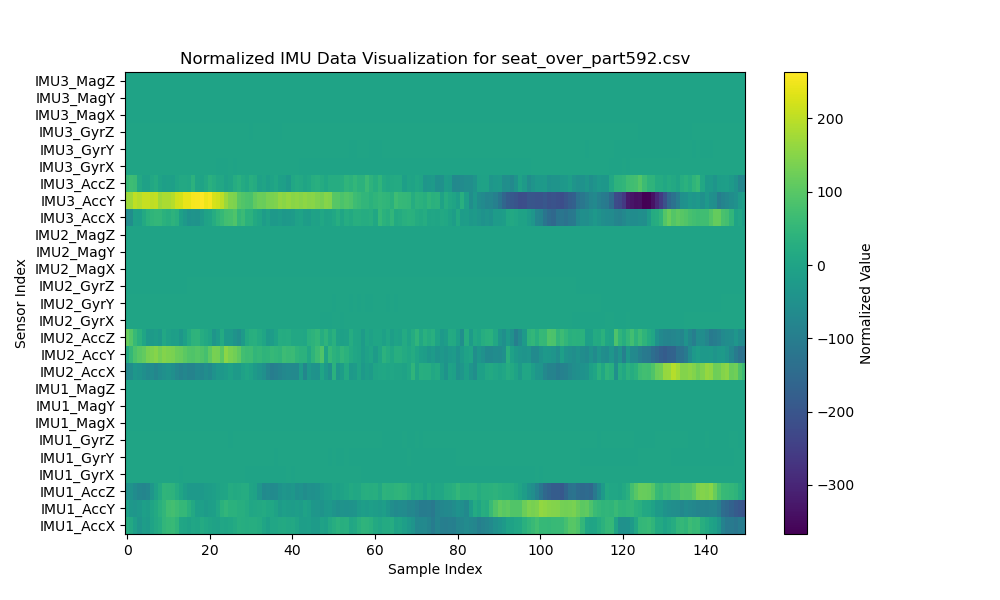 Normalized IMU Data Visualization for seat_over_part592.csv
IMU3_MagZ
IMU3_MagY
IMU3_MagX
IMU3_GyrZ
IMU3_GyrY
IMU3_GyrX
IMU3_AccZ
IMU3_AccY
IMU3_AccX
IMU2_MagZ
IMU2_MagY
IMU2_MagX
IMU2_GyrZ
IMU2_GyrY
IMU2_GyrX
IMU2_AccZ
IMU2_AccY
IMU2_AccX
IMU1_MagZ
IMU1_MagY
IMU1_MagX
IMU1_GyrZ
IMU1_GyrY
IMU1_GyrX
IMU1_AccZ
IMU1_AccY
IMU1_AccX
Sensor Index
0 20 40 60 80 100 120 140
Sample Index
200
100
0
−100
−200
−300
Normalized Value